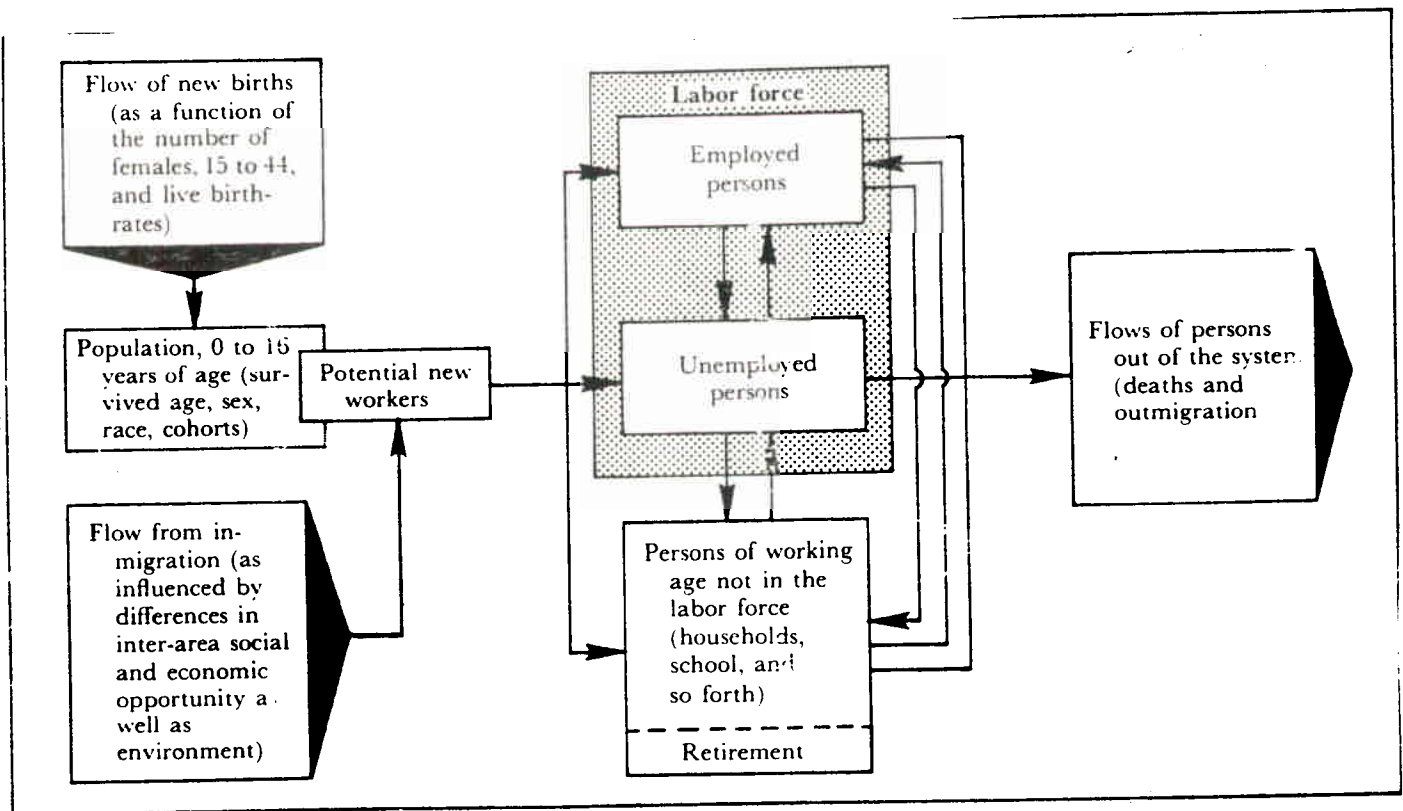 Flow of new births
(as a function of
the number of
females, 15 to 44,
and live birth-
rates)
Population, 0 to 16
years of age (sur-
vived age, sex,
race, cohorts)
Potential new
workers
Flow from in-
migration (as
influenced by
differences in
inter-area social
and economic
opportunity a
well as
environment)
Labor force
Employed
persons
Unemployed
persons
Persons of working
age not in the
labor force
(households,
school, and
so forth)
Retirement
Flows of persons
out of the system
(deaths and
outmigration